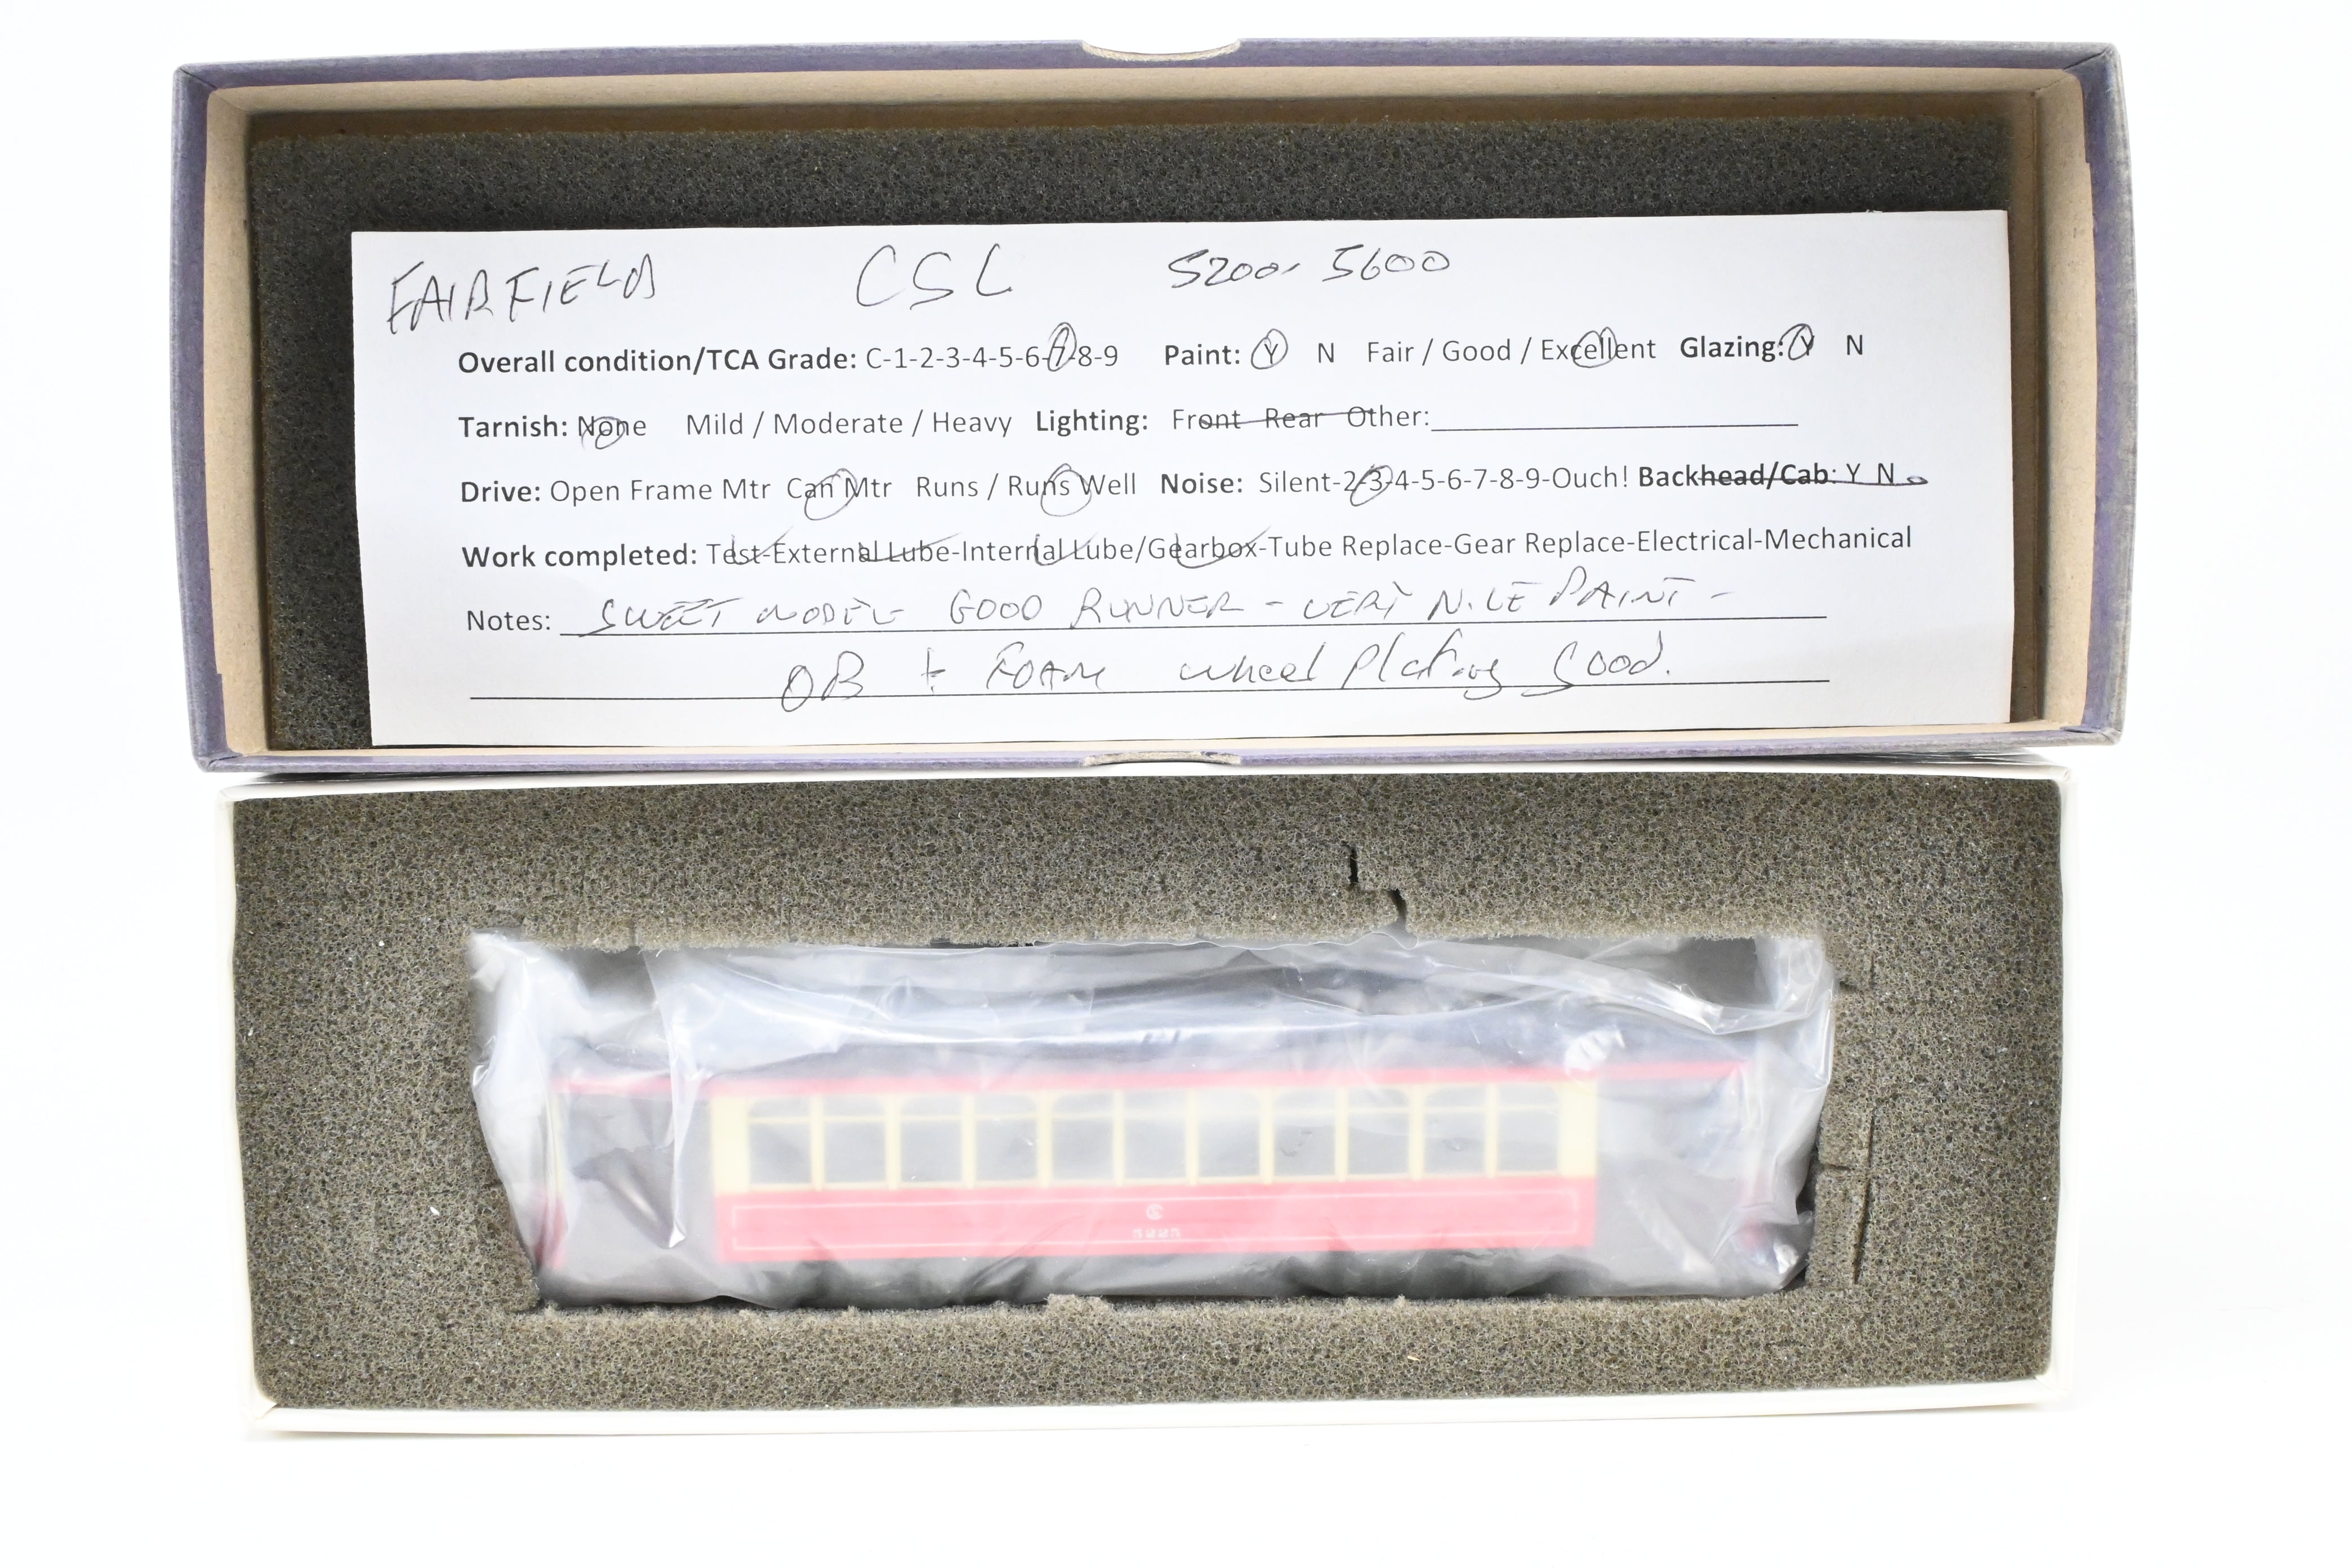 FAIRFIELD CSL 5200-5600
Overall condition/TCA Grade: C-1-2-3-4-5-6-7-8-9 Paint: Y N Fair / Good / Excellent Glazing: Y N
Tarnish: None Mild / Moderate / Heavy Lighting: Front Rear Other:
Drive: Open Frame Mtr Can Mtr Runs / Runs Well Noise: Silent-2-3-4-5-6-7-8-9-Ouch! Backhead/Cab: Y N
Work completed: Test-External Lube-Internal Lube/Gearbox-Tube Replace-Gear Replace-Electrical-Mechanical
Notes: SWEET MODEL GOOD RUNNER - VERY NICE PAINT -
OB + FOAM wheel Plating Good.